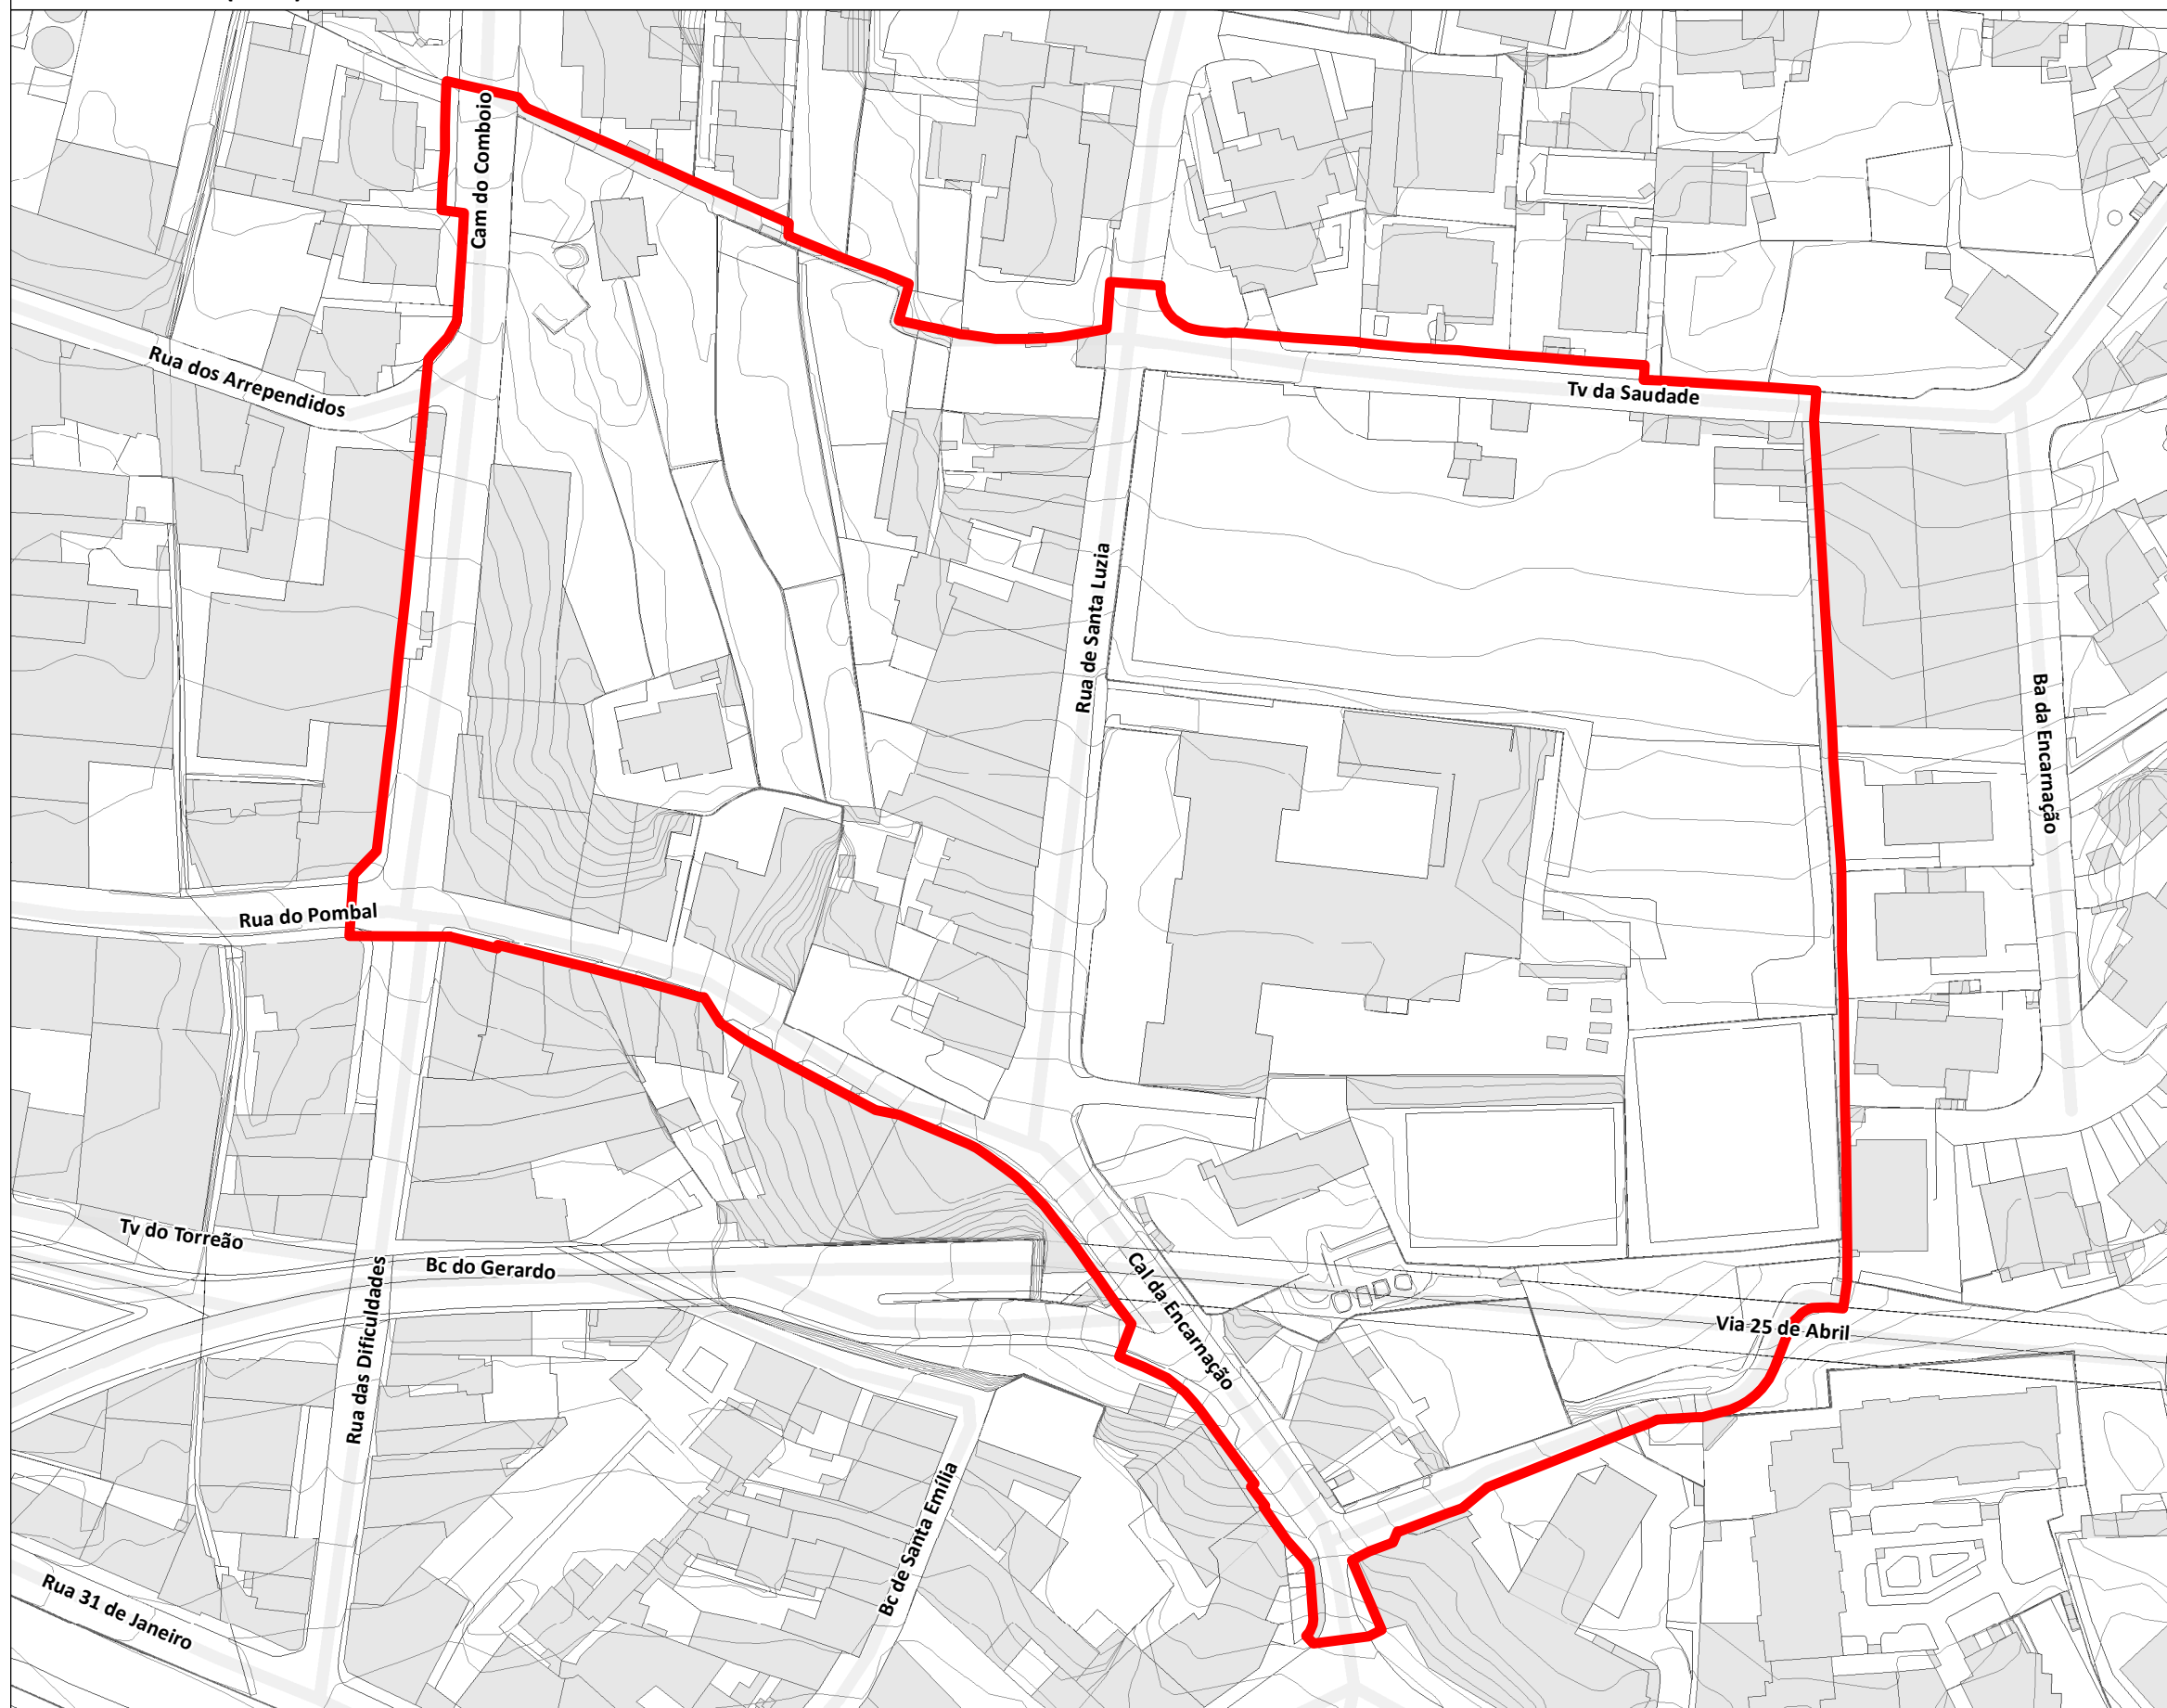 Cam do Comboio
Rua dos Arrependidos
Tv da Saudade
Rua de Santa Luzia
Ba da Encarnação
Rua do Pombal
Tv do Torreão
Bc do Gerardo
Cal da Encarnação
Via 25 de Abril
Rua das Dificuldades
Bc de Santa Emília
Rua 31 de Janeiro